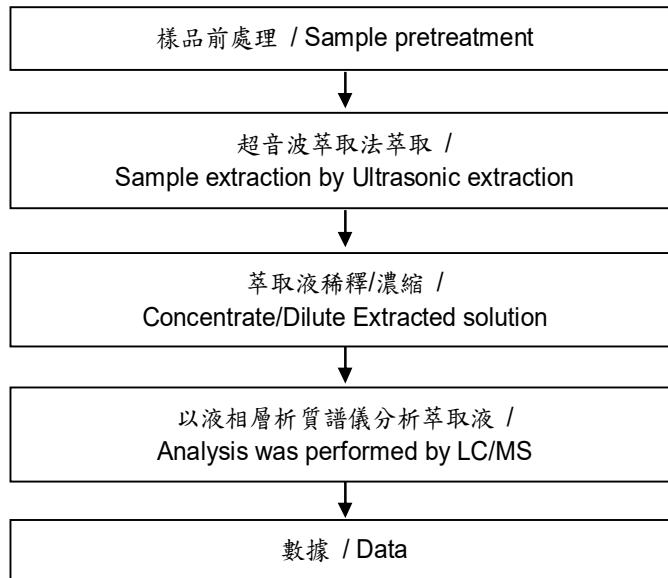 樣品前處理 / Sample pretreatment
超音波萃取法萃取 /
Sample extraction by Ultrasonic extraction
萃取液稀釋/濃縮 /
Concentrate/Dilute Extracted solution
以液相層析質譜儀分析萃取液 /
Analysis was performed by LC/MS
數據 / Data